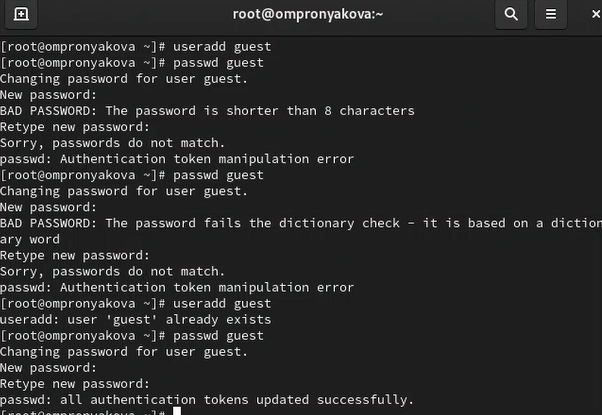 root@ompronyakova:~
[root@ompronyakova ~]# useradd guest
[root@ompronyakova ~]# passwd guest
Changing password for user guest.
New password:
BAD PASSWORD: The password is shorter than 8 characters
Retype new password:
Sorry, passwords do not match.
passwd: Authentication token manipulation error
[root@ompronyakova ~]# passwd guest
Changing password for user guest.
New password:
BAD PASSWORD: The password fails the dictionary check - it is based on a diction
ary word
Retype new password:
Sorry, passwords do not match.
passwd: Authentication token manipulation error
[root@ompronyakova ~]# useradd guest
useradd: user 'guest' already exists
[root@ompronyakova ~]# passwd guest
Changing password for user guest.
New password:
Retype new password:
passwd: all authentication tokens updated successfully.
[root@ompronyakova ~]#